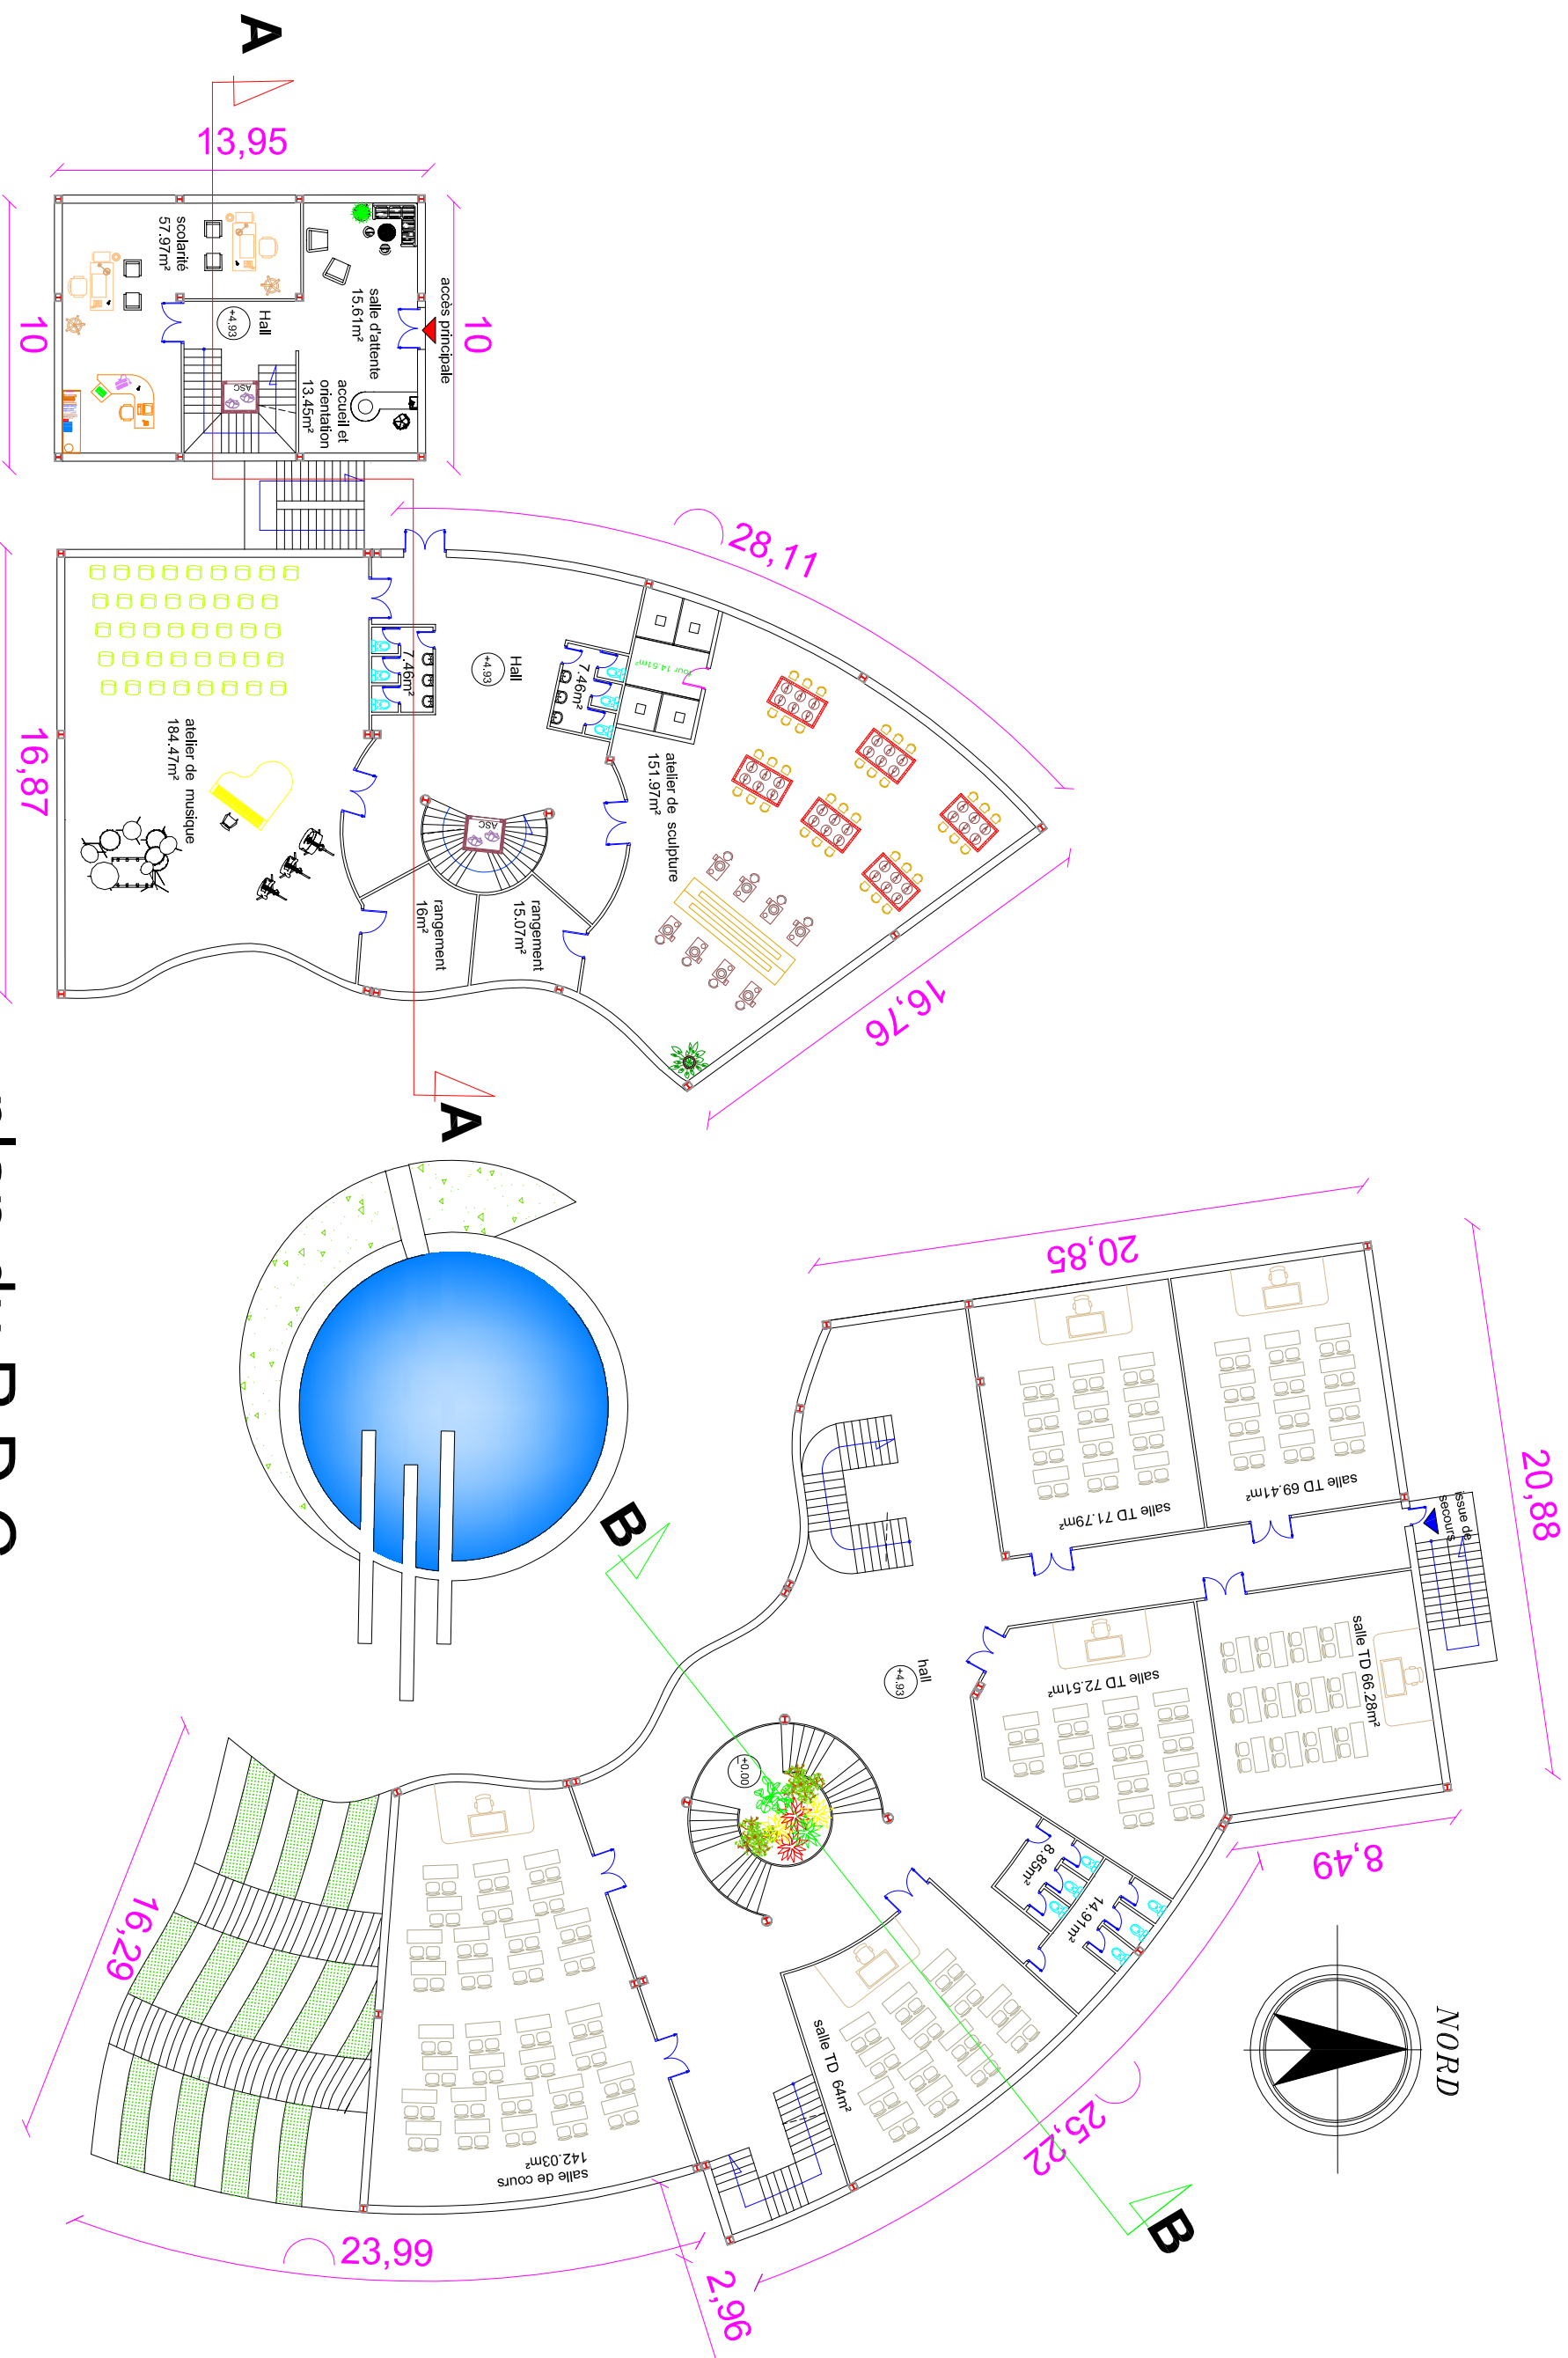 A
13,95
10
10
accès principale
scolarité
57.97m²
Hall
+4.93
salle d'attente
15.61m²
accueil et
orientation
13.45m²
ASC
28,11
16,87
16,76
Hall
+4.93
7.46m²
7.46m²
four 14.51m²
atelier de musique
184.47m²
atelier de sculpture
151.97m²
ASC
rangement
16m²
rangement
15.07m²
A
20,85
20,88
salle TD 71.79m²
salle TD 69.41m²
issue de
secours
salle TD 72.51m²
salle TD 66.28m²
B
hall
+4.93
+0.00
8.85m²
14.91m²
8,49
NORD
salle TD 64m²
25,22
B
salle de cours
142.03m²
16,29
23,99
2,96